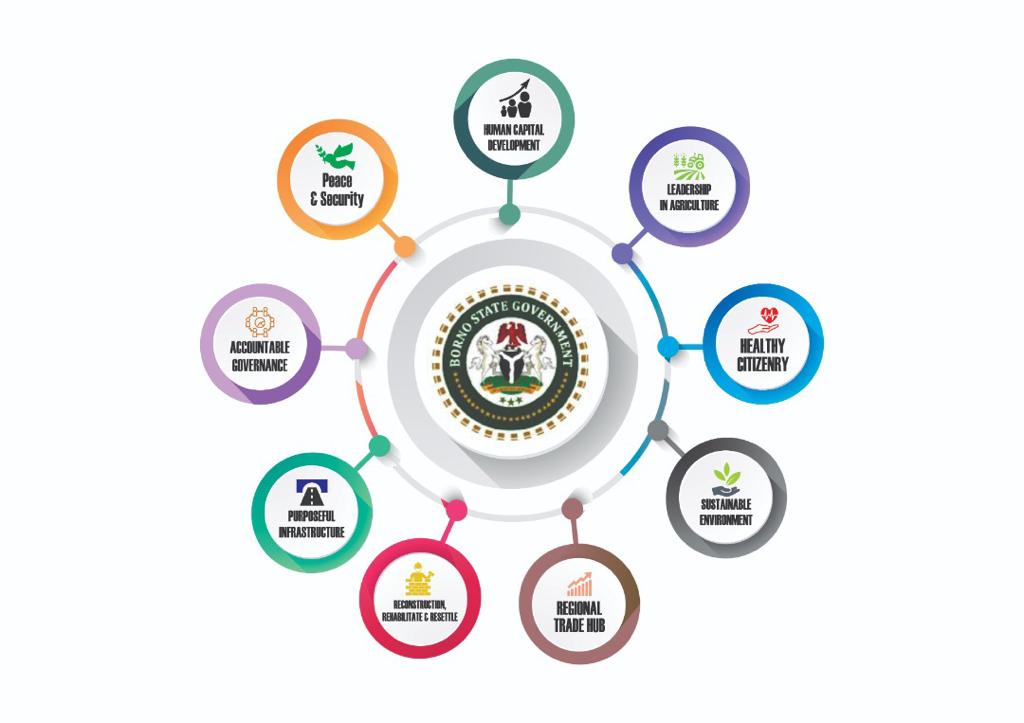 HUMAN CAPITAL
DEVELOPMENT
LEADERSHIP
IN AGRICULTURE
HEALTHY
CITIZENRY
SUSTAINABLE
ENVIRONMENT
REGIONAL
TRADE HUB
RECONSTRUCTION,
REHABILITATE & RESETTLE
PURPOSEFUL
INFRASTRUCTURE
ACCOUNTABLE
GOVERNANCE
Peace
& Security
BORNO STATE GOVERNMENT